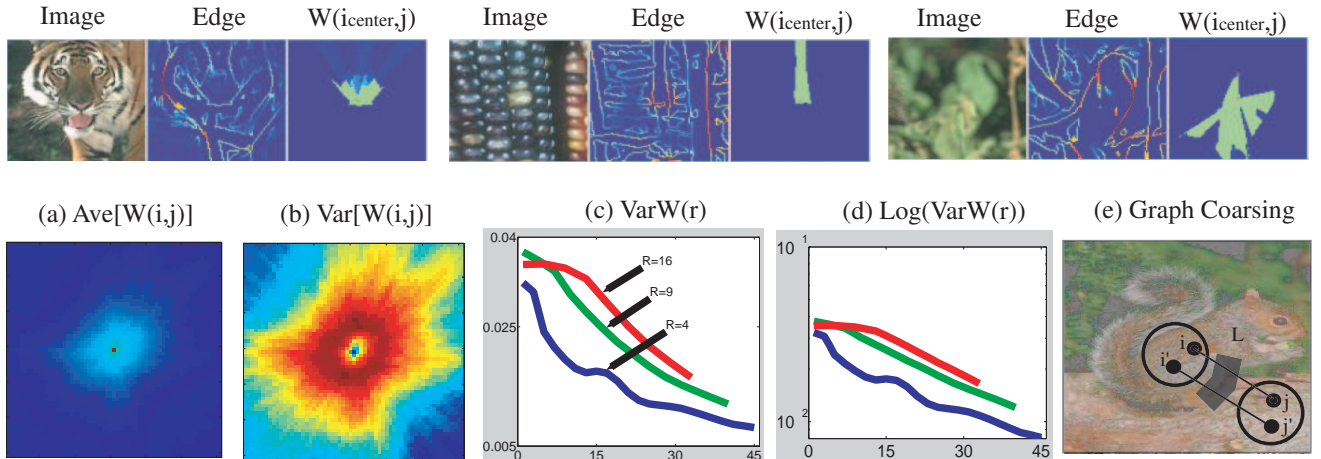 Image Edge W(icenter,j) Image Edge W(icenter,j) Image Edge W(icenter,j)
(a) Ave[W(i,j)] (b) Var[W(i,j)] (c) VarW(r) (d) Log(VarW(r)) (e) Graph Coarsing
0.04
R=16
R=9
R=4
0.025
0.005
0 15 30 45
10 1
10 2
0 15 30 45
L
i
i'
j
j'